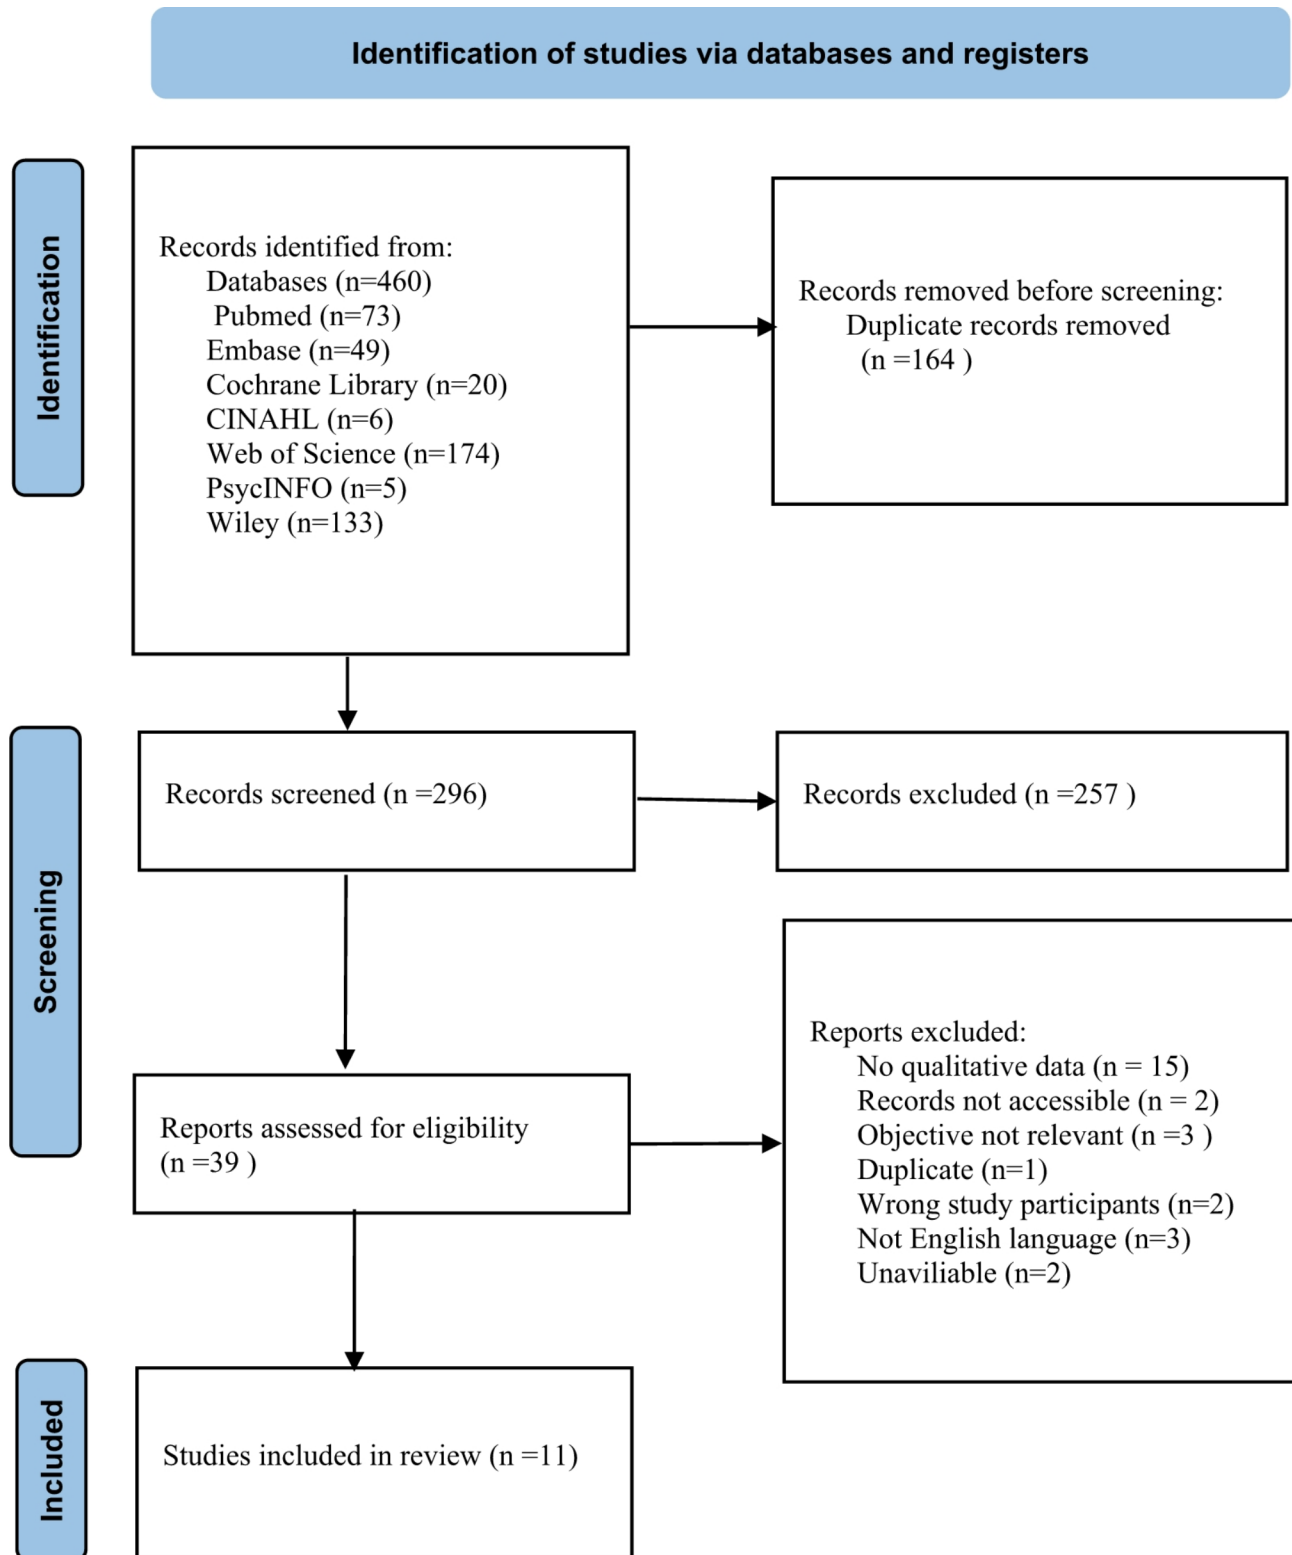 Identification of studies via databases and registers
Identification
Records identified from:
Databases (n=460)
Pubmed (n=73)
Embase (n=49)
Cochrane Library (n=20)
CINAHL (n=6)
Web of Science (n=174)
PsycINFO (n=5)
Wiley (n=133)
Records removed before screening:
Duplicate records removed
(n =164 )
Screening
Records screened (n =296)
Records excluded (n =257 )
Reports assessed for eligibility
(n =39 )
Reports excluded:
No qualitative data (n = 15)
Records not accessible (n = 2)
Objective not relevant (n =3 )
Duplicate (n=1)
Wrong study participants (n=2)
Not English language (n=3)
Unaviliable (n=2)
Included
Studies included in review (n =11)